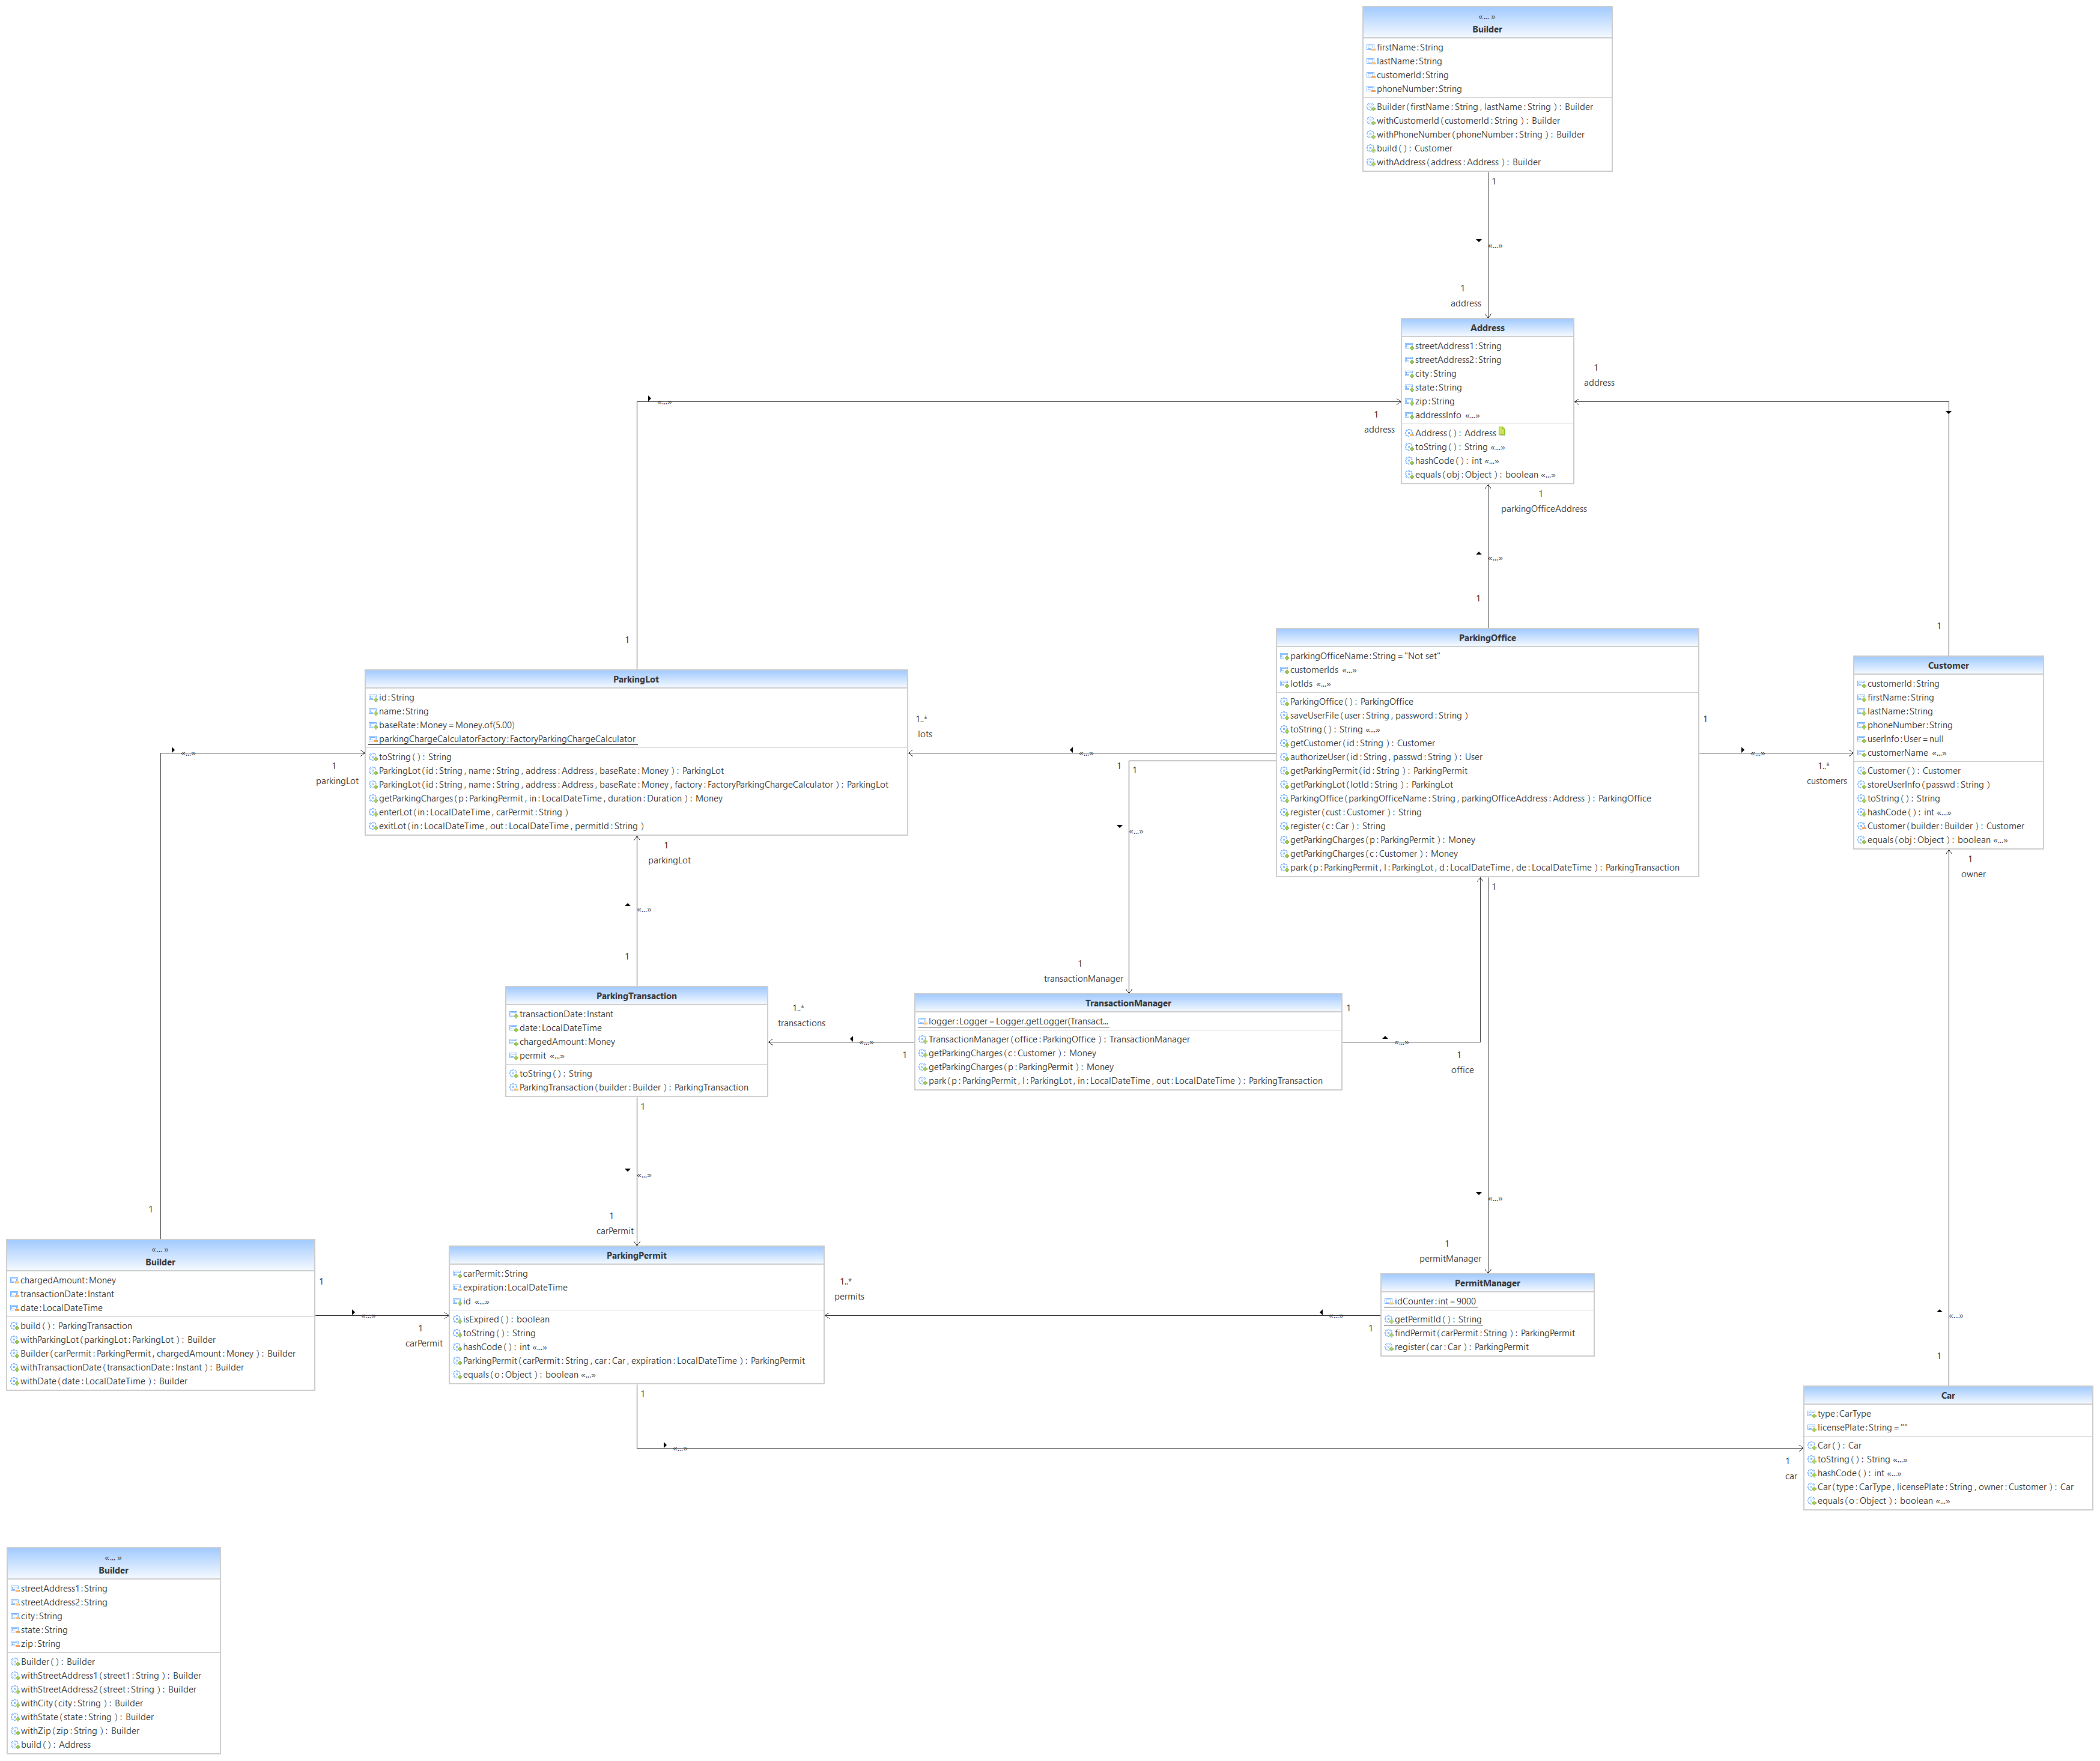 «... »
Builder
firstName:String
lastName:String
customerId:String
phoneNumber:String
Builder(firstName:String, lastName:String ): Builder
withCustomerId(customerId:String ): Builder
withPhoneNumber(phoneNumber:String ): Builder
build(): Customer
withAddress(address:Address ): Builder
1
«...»
1
address
Address
streetAddress1:String
streetAddress2:String
city:String
state:String
zip:String
addressInfo «...»
Address(): Address
toString(): String «...»
hashCode(): int «...»
equals(obj:Object ): boolean «...»
1
address
«...»
1
address
1
parkingOfficeAddress
«...»
1
1
1
ParkingLot
id:String
name:String
baseRate:Money = Money.of(5.00)
parkingChargeCalculatorFactory:FactoryParkingChargeCalculator
toString(): String
ParkingLot(id:String, name:String, address:Address, baseRate:Money ): ParkingLot
ParkingLot(id:String, name:String, address:Address, baseRate:Money, factory:FactoryParkingChargeCalculator ): ParkingLot
getParkingCharges(p:ParkingPermit, in:LocalDateTime, duration:Duration ): Money
enterLot(in:LocalDateTime, carPermit:String )
exitLot(in:LocalDateTime, out:LocalDateTime, permitId:String )
ParkingOffice
parkingOfficeName:String = "Not set"
customerIds «...»
lotIds «...»
ParkingOffice(): ParkingOffice
saveUserFile(user:String, password:String )
toString(): String «...»
getCustomer(id:String ): Customer
authorizeUser(id:String, passwd:String ): User
getParkingPermit(id:String ): ParkingPermit
getParkingLot(lotId:String ): ParkingLot
ParkingOffice(parkingOfficeName:String, parkingOfficeAddress:Address ): ParkingOffice
register(cust:Customer ): String
register(c:Car ): String
getParkingCharges(p:ParkingPermit ): Money
getParkingCharges(c:Customer ): Money
park(p:ParkingPermit, l:ParkingLot, d:LocalDateTime, de:LocalDateTime ): ParkingTransaction
Customer
customerId:String
firstName:String
lastName:String
phoneNumber:String
userInfo:User = null
customerName «...»
Customer(): Customer
storeUserInfo(passwd:String )
toString(): String
hashCode(): int «...»
Customer(builder:Builder ): Customer
equals(obj:Object ): boolean «...»
«...»
1
parkingLot
1..*
lots
«...»
1
1
1
«...»
1..*
customers
«...»
1
parkingLot
1
owner
1
«...»
1
1
transactionManager
ParkingTransaction
transactionDate:Instant
date:LocalDateTime
chargedAmount:Money
permit «...»
toString(): String
ParkingTransaction(builder:Builder ): ParkingTransaction
1..*
transactions
«...»
1
TransactionManager
logger:Logger = Logger.getLogger(Transact...
TransactionManager(office:ParkingOffice ): TransactionManager
getParkingCharges(c:Customer ): Money
getParkingCharges(p:ParkingPermit ): Money
park(p:ParkingPermit, l:ParkingLot, in:LocalDateTime, out:LocalDateTime ): ParkingTransaction
1
«...»
1
office
1
«...»
1
carPermit
«...»
1
permitManager
1
«... »
Builder
chargedAmount:Money
transactionDate:Instant
date:LocalDateTime
build(): ParkingTransaction
withParkingLot(parkingLot:ParkingLot ): Builder
Builder(carPermit:ParkingPermit, chargedAmount:Money ): Builder
withTransactionDate(transactionDate:Instant ): Builder
withDate(date:LocalDateTime ): Builder
1
«...»
1
carPermit
ParkingPermit
carPermit:String
expiration:LocalDateTime
id «...»
isExpired(): boolean
toString(): String
hashCode(): int «...»
ParkingPermit(carPermit:String, car:Car, expiration:LocalDateTime ): ParkingPermit
equals(o:Object ): boolean «...»
1..*
permits
«...»
1
PermitManager
idCounter:int = 9000
getPermitId(): String
findPermit(carPermit:String ): ParkingPermit
register(car:Car ): ParkingPermit
«...»
1
1
«...»
1
car
Car
type:CarType
licensePlate:String = ""
Car(): Car
toString(): String «...»
hashCode(): int «...»
Car(type:CarType, licensePlate:String, owner:Customer ): Car
equals(o:Object ): boolean «...»
«... »
Builder
streetAddress1:String
streetAddress2:String
city:String
state:String
zip:String
Builder(): Builder
withStreetAddress1(street1:String ): Builder
withStreetAddress2(street:String ): Builder
withCity(city:String ): Builder
withState(state:String ): Builder
withZip(zip:String ): Builder
build(): Address